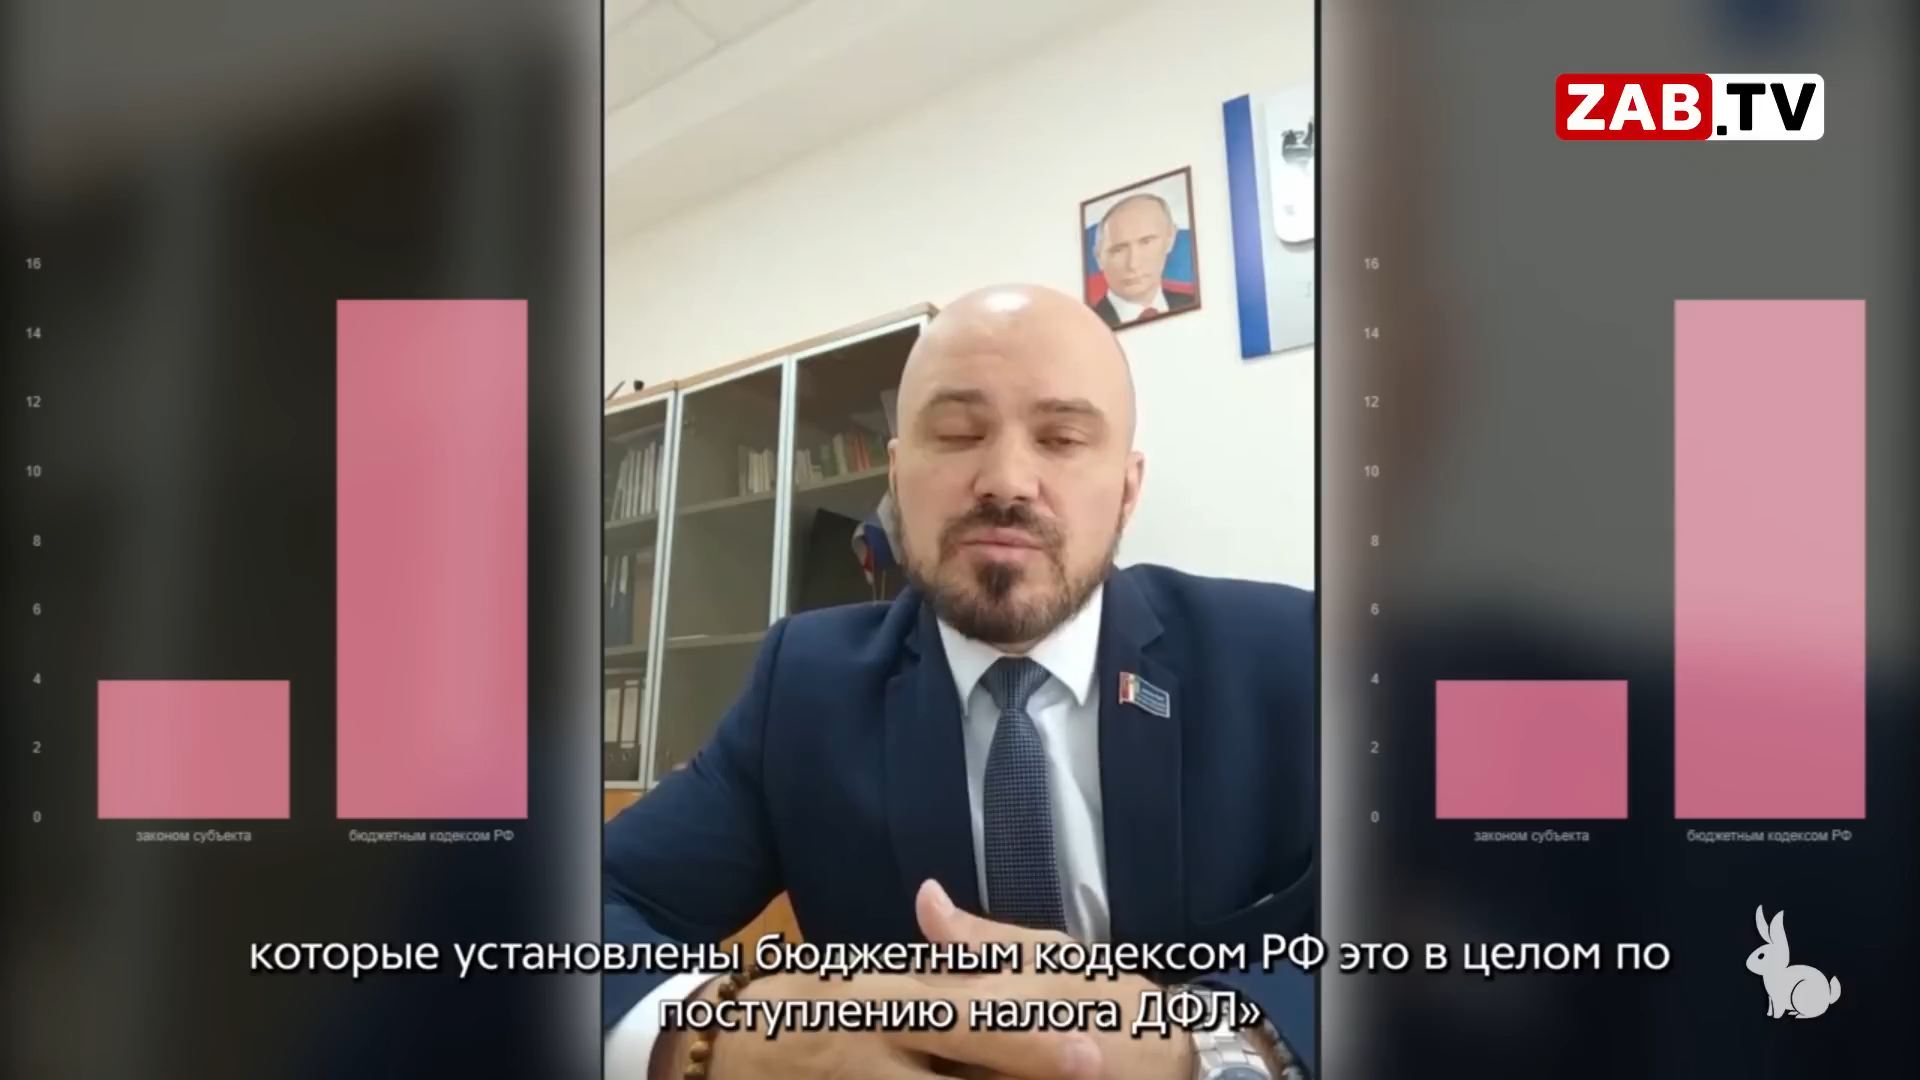 ZAB.TV
16
14
12
10
8
6
4
2
0
законом субъекта
бюджетным кодексом РФ
16
14
12
10
8
6
4
2
0
законом субъекта
бюджетным кодексом РФ
которые установлены бюджетным кодексом РФ это в целом по
поступлению налога ДФЛ»